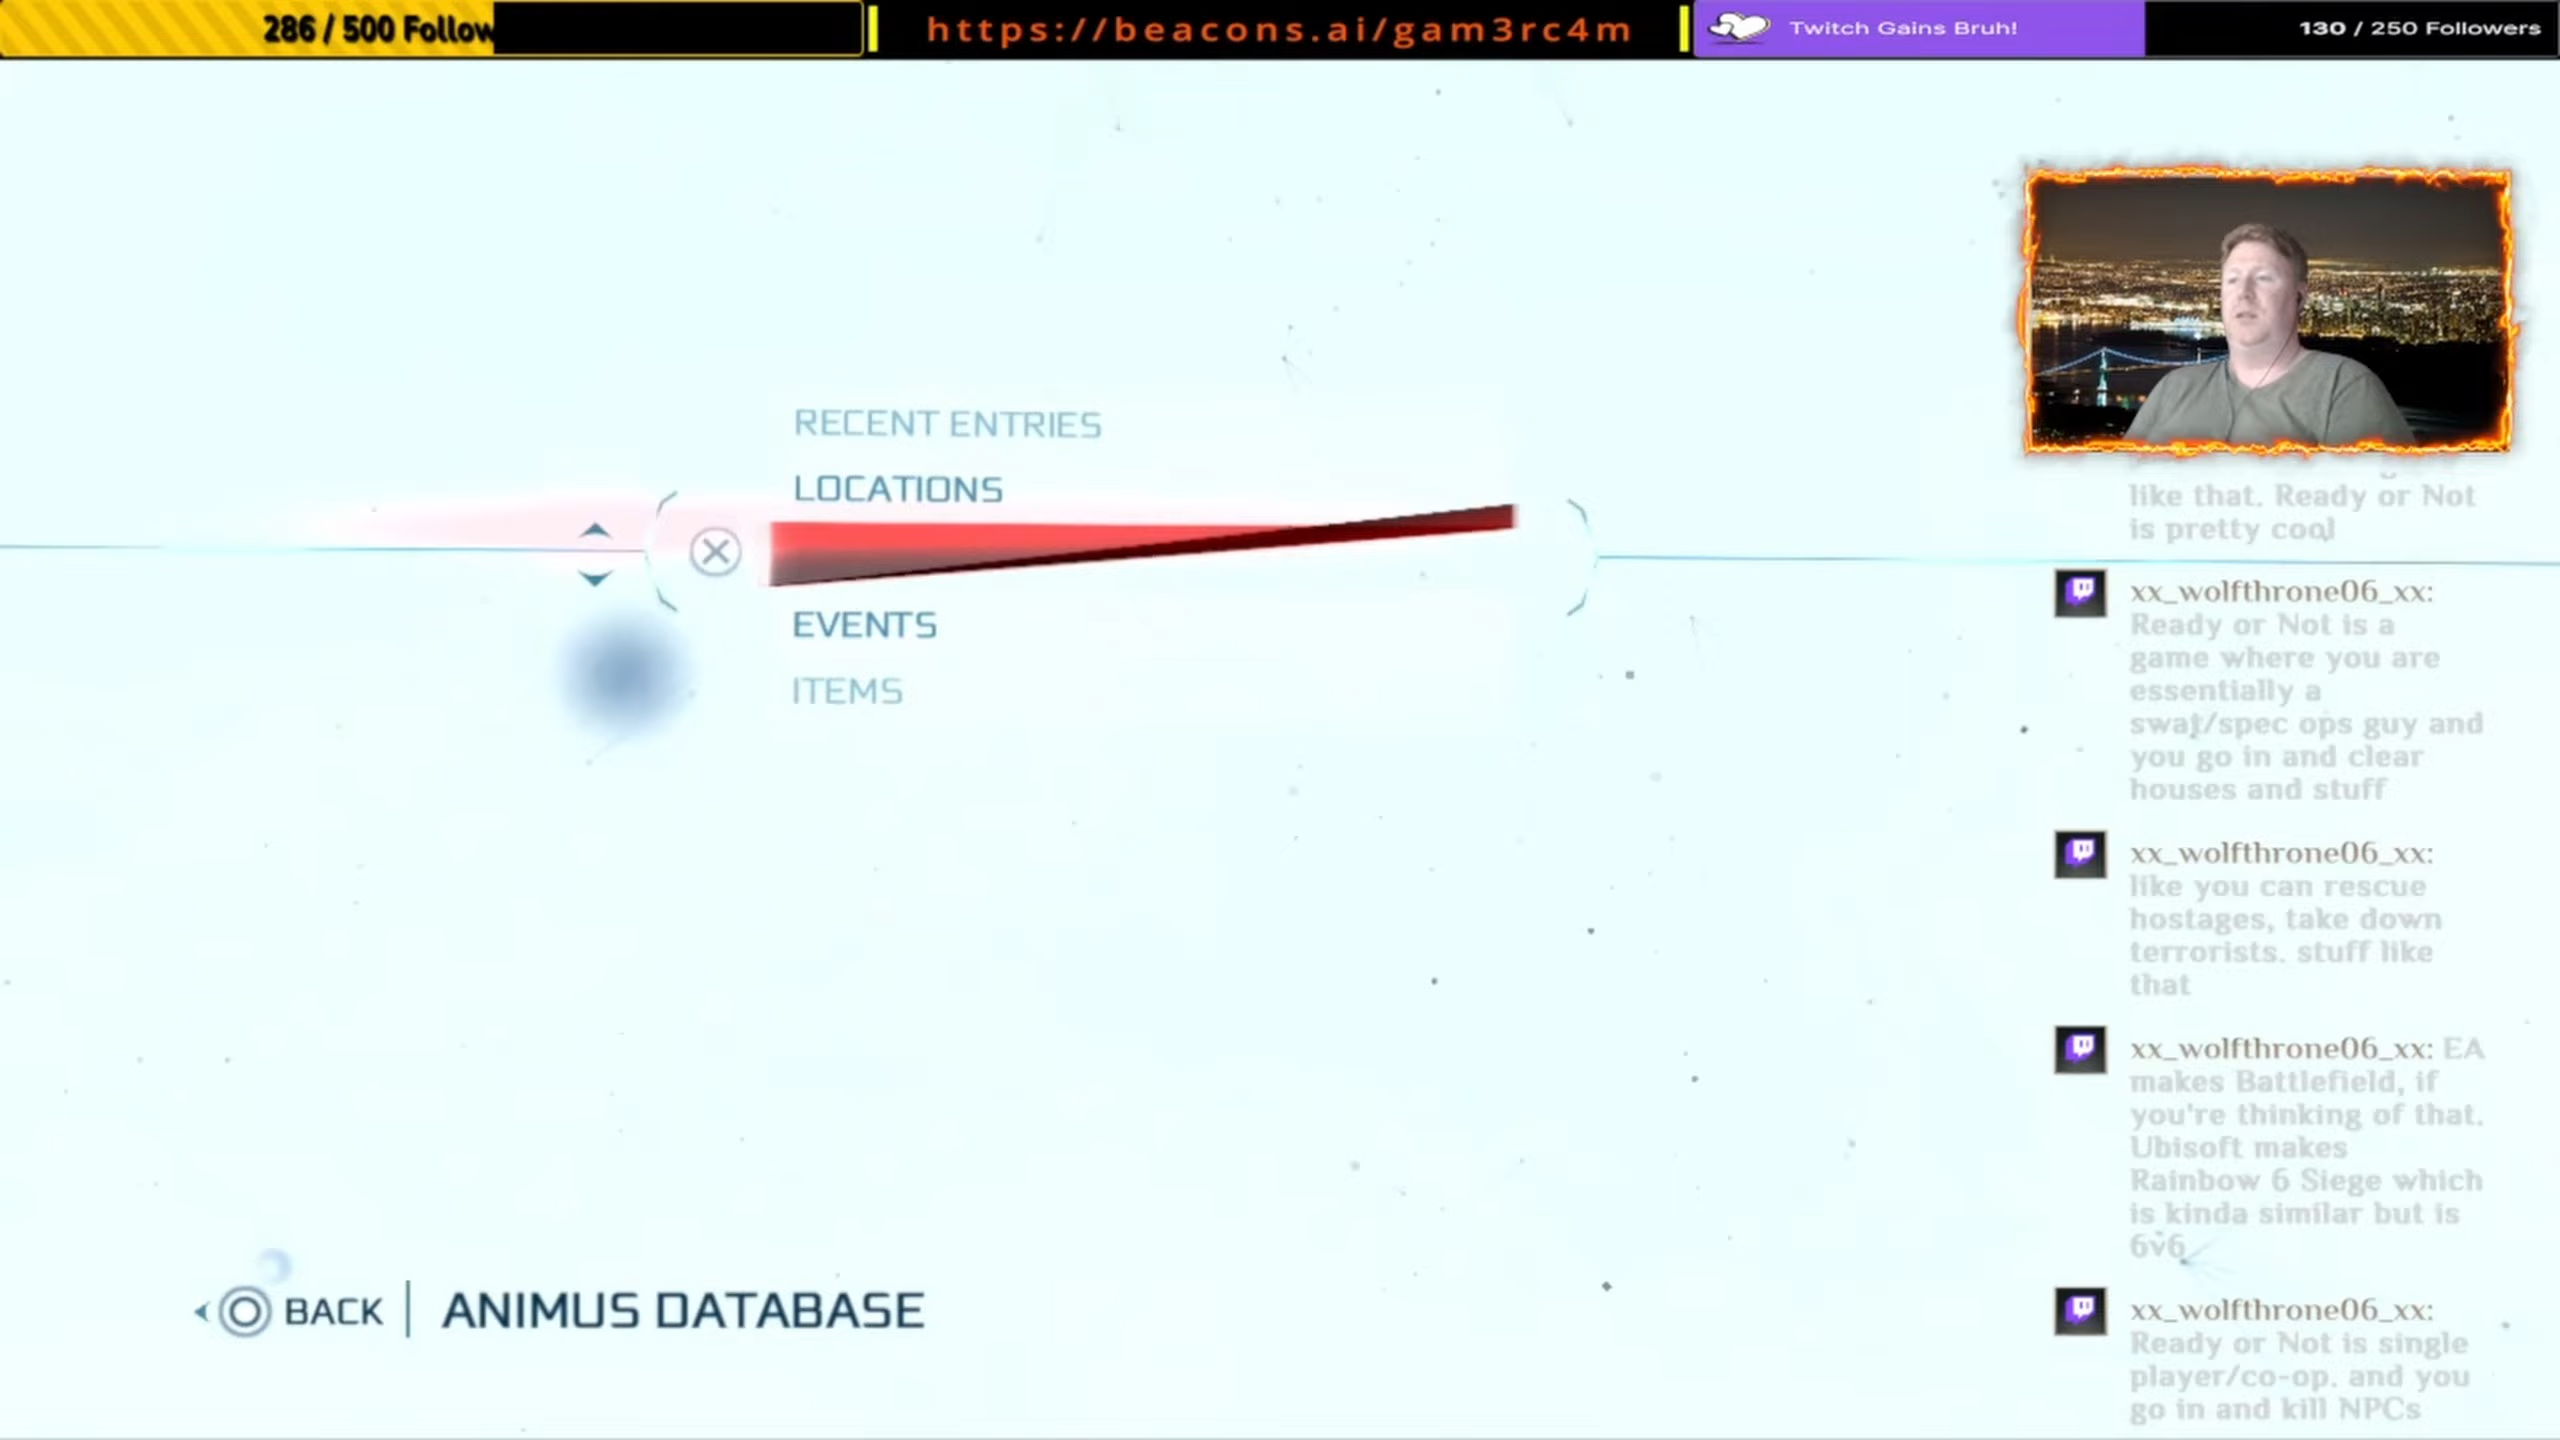 286 / 500 Follow
https://beacons.ai/gam3rc4m
Twitch Gains Bruh!
130 / 250 Followers
RECENT ENTRIES
LOCATIONS
EVENTS
ITEMS
BACK
ANIMUS DATABASE
like that. Ready or Not
is pretty cool
xx_wolfthrone06_xx:
Ready or Not is a
game where you are
essentially a
swat/spec ops guy and
you go in and clear
houses and stuff
xx_wolfthrone06_xx:
like you can rescue
hostages, take down
terrorists. stuff like
that
xx_wolfthrone06_xx: EA
makes Battlefield, if
you're thinking of that.
Ubisoft makes
Rainbow 6 Siege which
is kinda similar but is
6v6
xx_wolfthrone06_xx:
Ready or Not is single
player/co-op. and you
go in and kill NPCs